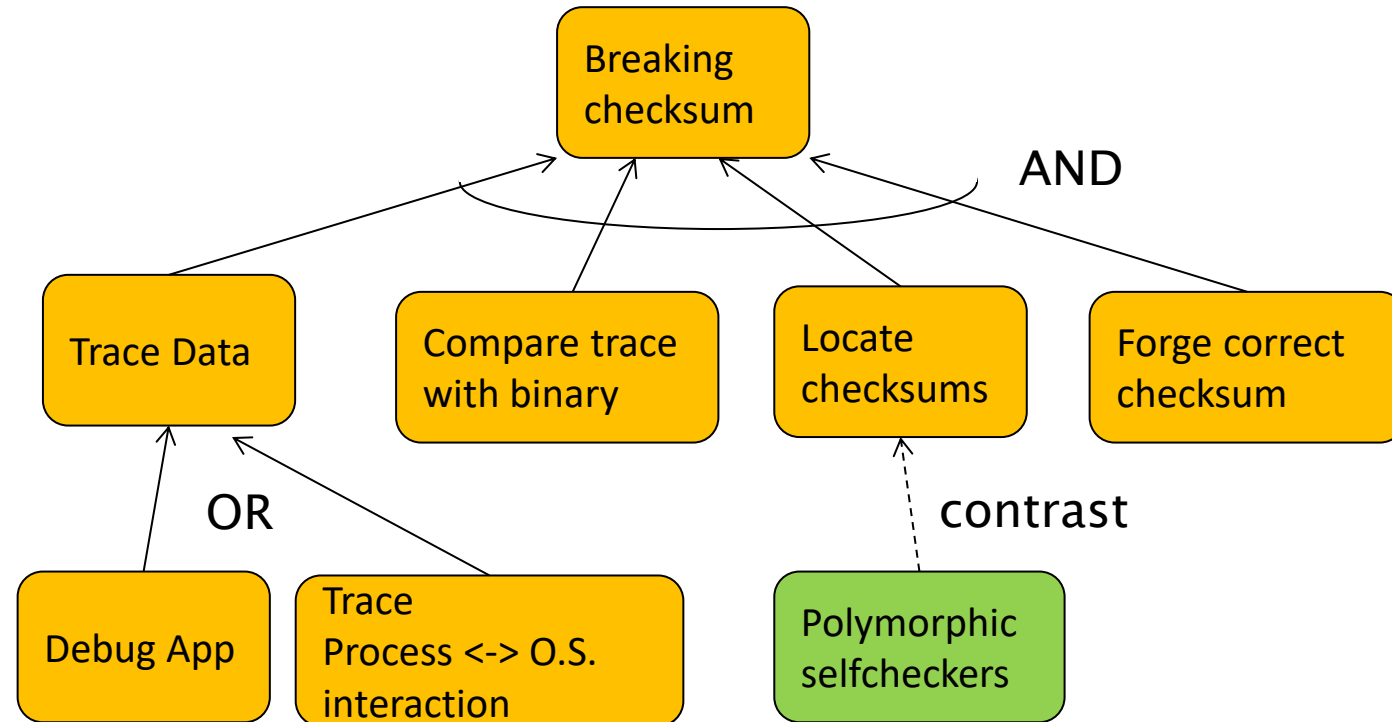 Breaking
checksum
AND
Trace Data
Compare trace
with binary
Locate
checksums
Forge correct
checksum
OR
contrast
Debug App
Trace
Process <-> O.S.
interaction
Polymorphic
selfcheckers